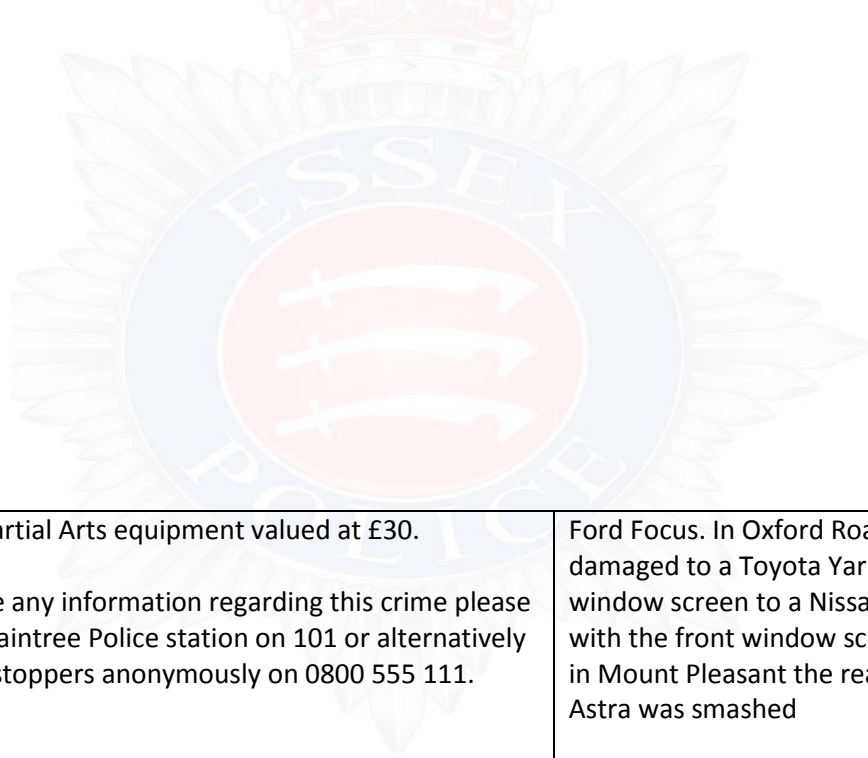 ESSEX
POLICE
artial Arts equipment valued at £30.
e any information regarding this crime please
aintree Police station on 101 or alternatively
stoppers anonymously on 0800 555 111.
Ford Focus. In Oxford Roa
damaged to a Toyota Yar
window screen to a Nissa
with the front window sc
in Mount Pleasant the rea
Astra was smashed